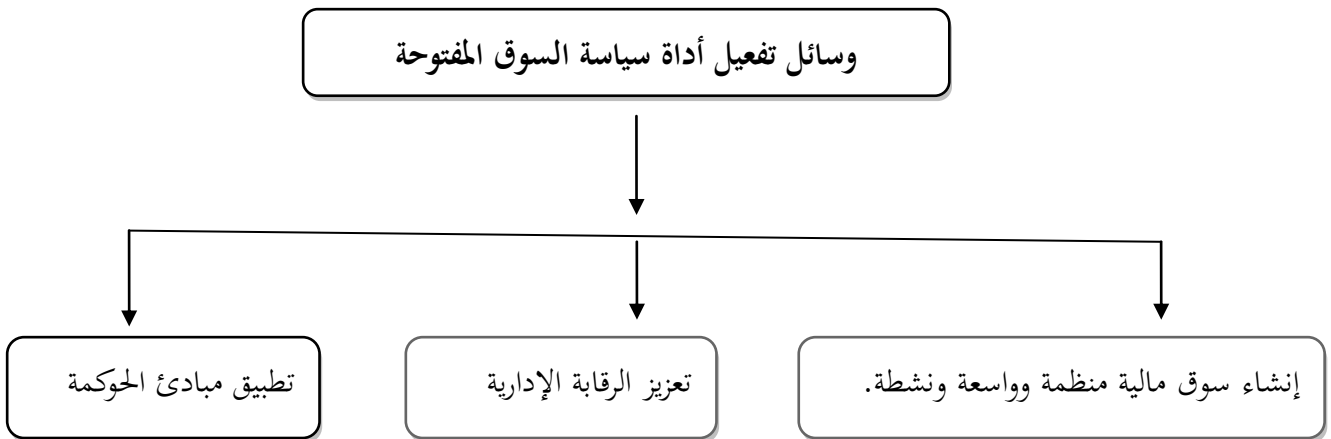 وسائل تفعيل أداة سياسة السوق المفتوحة
إنشاء سوق مالية منظمة وواسعة ونشطة.
تعزيز الرقابة الإدارية
تطبيق مبادئ الحوكمة